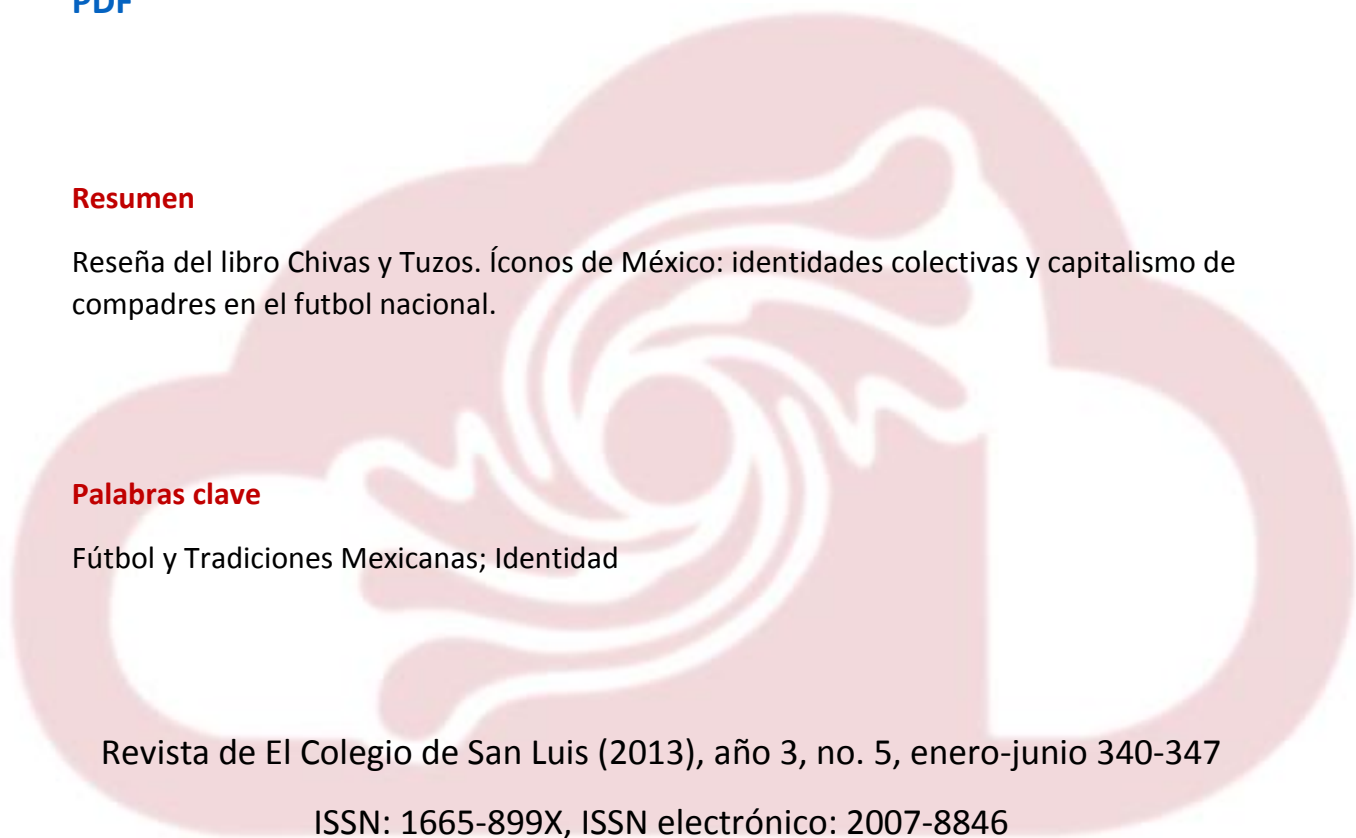 PDF
Resumen
Reseña del libro Chivas y Tuzos. Íconos de México: identidades colectivas y capitalismo de
compadres en el futbol nacional.
Palabras clave
Fútbol y Tradiciones Mexicanas; Identidad
Revista de El Colegio de San Luis (2013), año 3, no. 5, enero-junio 340-347
ISSN: 1665-899X, ISSN electrónico: 2007-8846